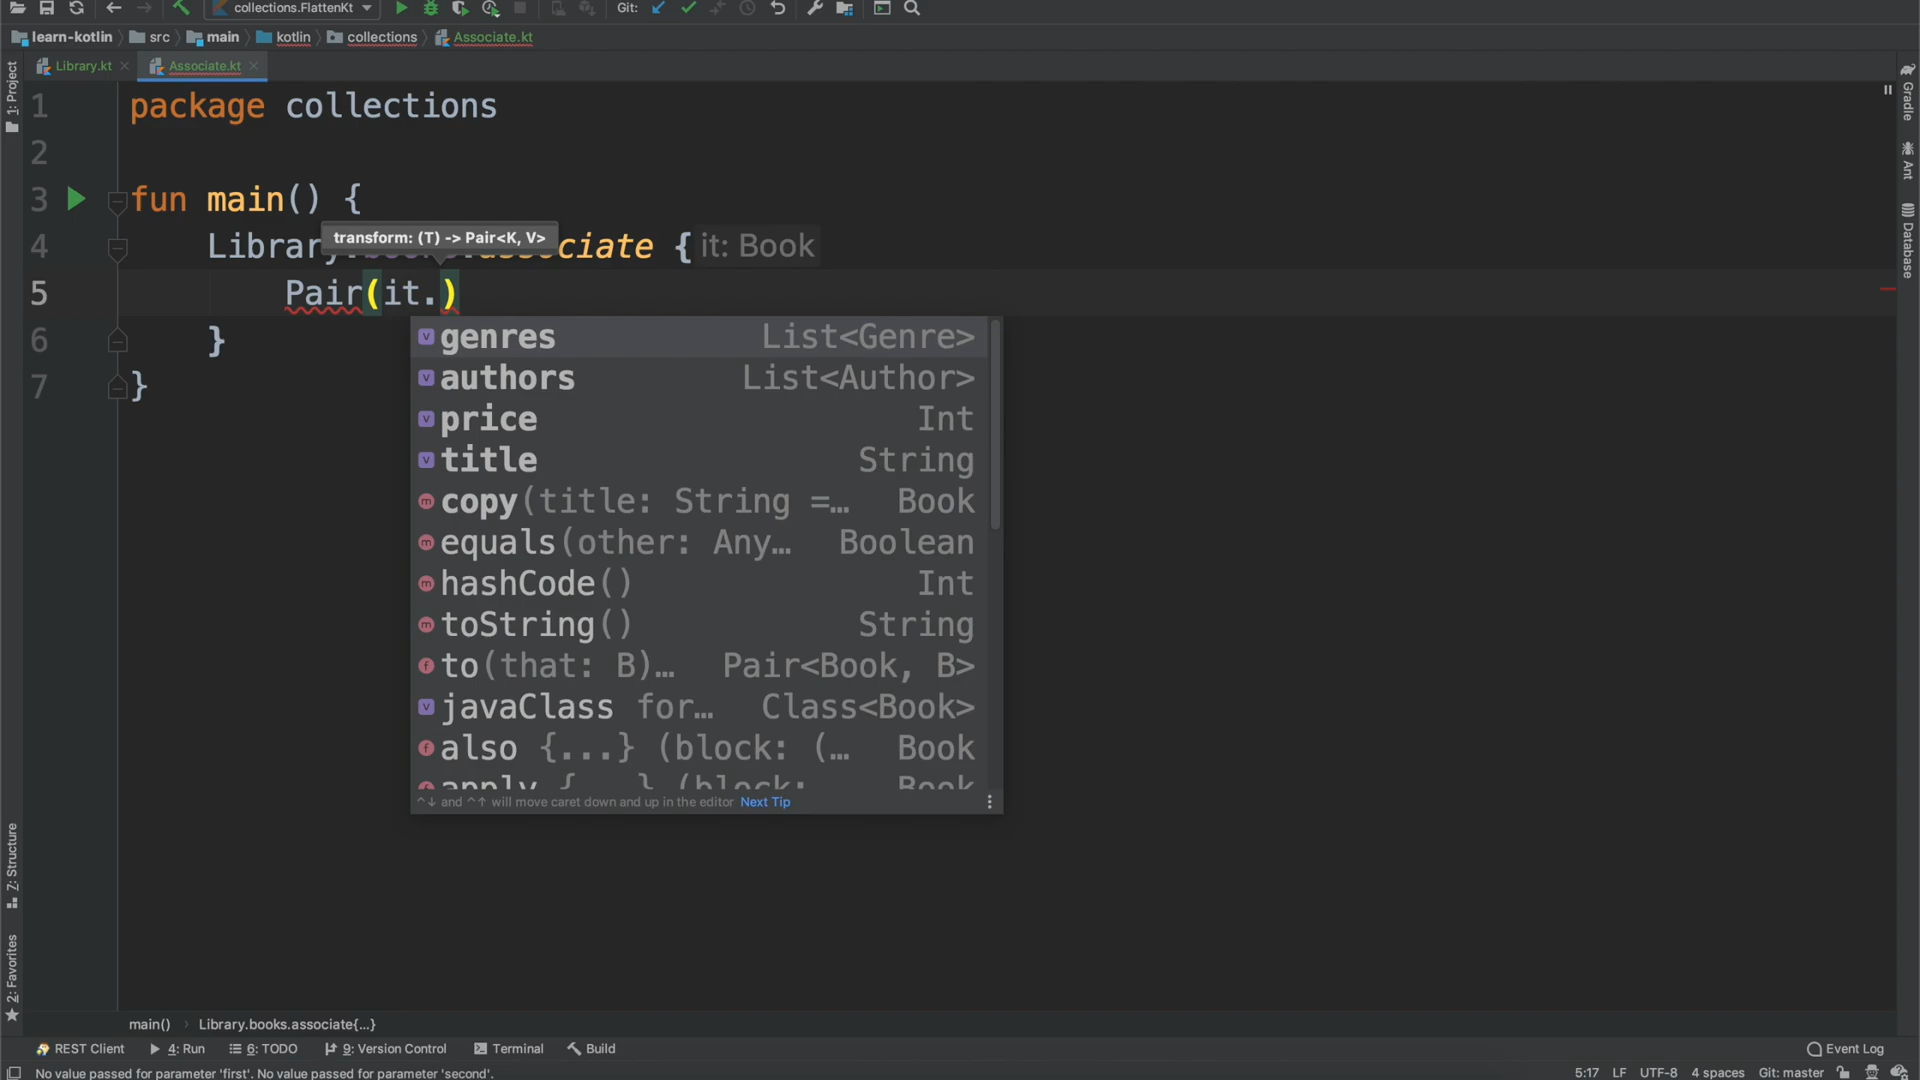 collections.FlattenKt
Git:
learn-kotlin src main kotlin collections Associate.kt
Library.kt Associate.kt
1: Project
Gradle
Ant
Database
1 package collections
2
3 fun main() {
transform: (T) -> Pair<K, V>
4 Library.books.associate { it: Book
5 Pair(it.)
6 }
7 }
genres List<Genre>
authors List<Author>
price Int
title String
copy(title: String =… Book
equals(other: Any… Boolean
hashCode() Int
toString() String
to(that: B)… Pair<Book, B>
javaClass for… Class<Book>
also {...} (block: (… Book
apply {...} (block: Book
^↓ and ^↑ will move caret down and up in the editor Next Tip
Z: Structure
2: Favorites
main() Library.books.associate{...}
REST Client 4: Run 6: TODO 9: Version Control Terminal Build Event Log
No value passed for parameter 'first'. No value passed for parameter 'second'. 5:17 LF UTF-8 4 spaces Git: master